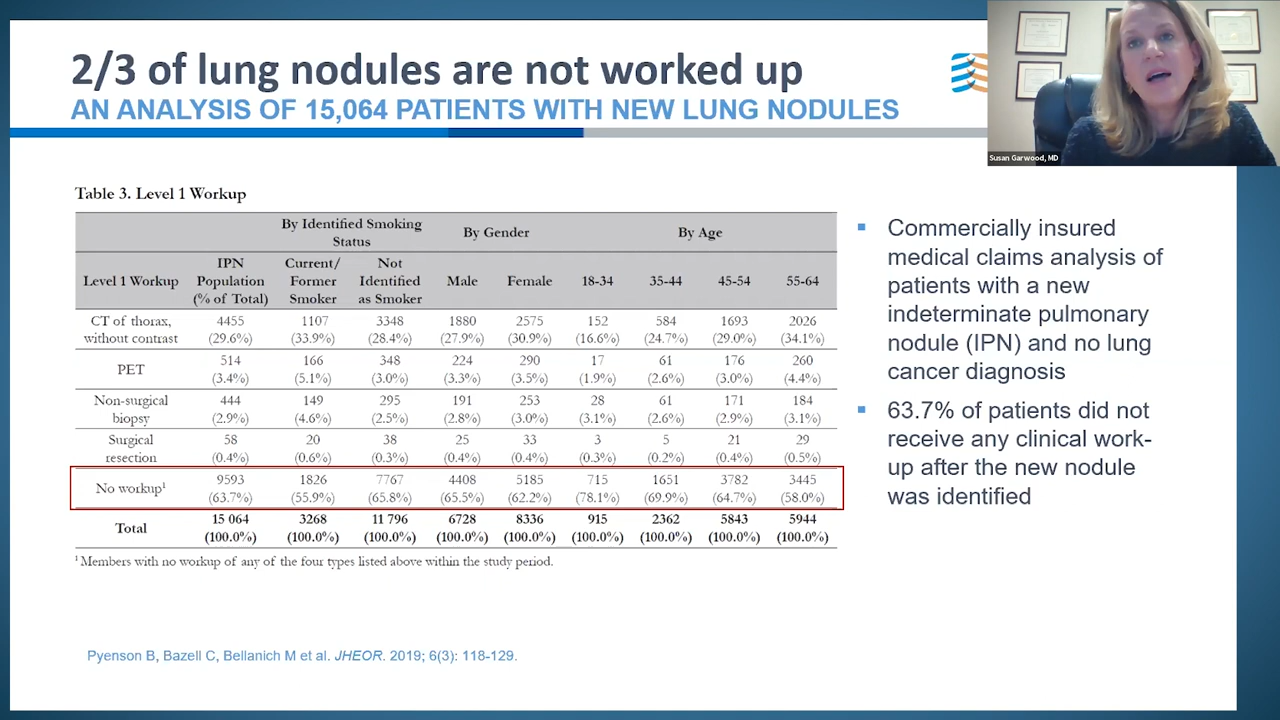 2/3 of lung nodules are not worked up
AN ANALYSIS OF 15,064 PATIENTS WITH NEW LUNG NODULES
Susan Garwood, MD
Table 3. Level 1 Workup
By Identified Smoking Status By Gender By Age
Level 1 Workup IPN Population (% of Total) Current/ Former Smoker Not Identified as Smoker Male Female 18-34 35-44 45-54 55-64
CT of thorax, without contrast 4455 (29.6%) 1107 (33.9%) 3348 (28.4%) 1880 (27.9%) 2575 (30.9%) 152 (16.6%) 584 (24.7%) 1693 (29.0%) 2026 (34.1%)
PET 514 (3.4%) 166 (5.1%) 348 (3.0%) 224 (3.3%) 290 (3.5%) 17 (1.9%) 61 (2.6%) 176 (3.0%) 260 (4.4%)
Non-surgical biopsy 444 (2.9%) 149 (4.6%) 295 (2.5%) 191 (2.8%) 253 (3.0%) 28 (3.1%) 61 (2.6%) 171 (2.9%) 184 (3.1%)
Surgical resection 58 (0.4%) 20 (0.6%) 38 (0.3%) 25 (0.4%) 33 (0.4%) 3 (0.3%) 5 (0.2%) 21 (0.4%) 29 (0.5%)
No workup¹ 9593 (63.7%) 1826 (55.9%) 7767 (65.8%) 4408 (65.5%) 5185 (62.2%) 715 (78.1%) 1651 (69.9%) 3782 (64.7%) 3445 (58.0%)
Total 15 064 (100.0%) 3268 (100.0%) 11 796 (100.0%) 6728 (100.0%) 8336 (100.0%) 915 (100.0%) 2362 (100.0%) 5843 (100.0%) 5944 (100.0%)
¹ Members with no workup of any of the four types listed above within the study period.
Commercially insured
medical claims analysis of
patients with a new
indeterminate pulmonary
nodule (IPN) and no lung
cancer diagnosis
63.7% of patients did not
receive any clinical work-
up after the new nodule
was identified
Pyenson B, Bazell C, Bellanich M et al. JHEOR. 2019; 6(3): 118-129.